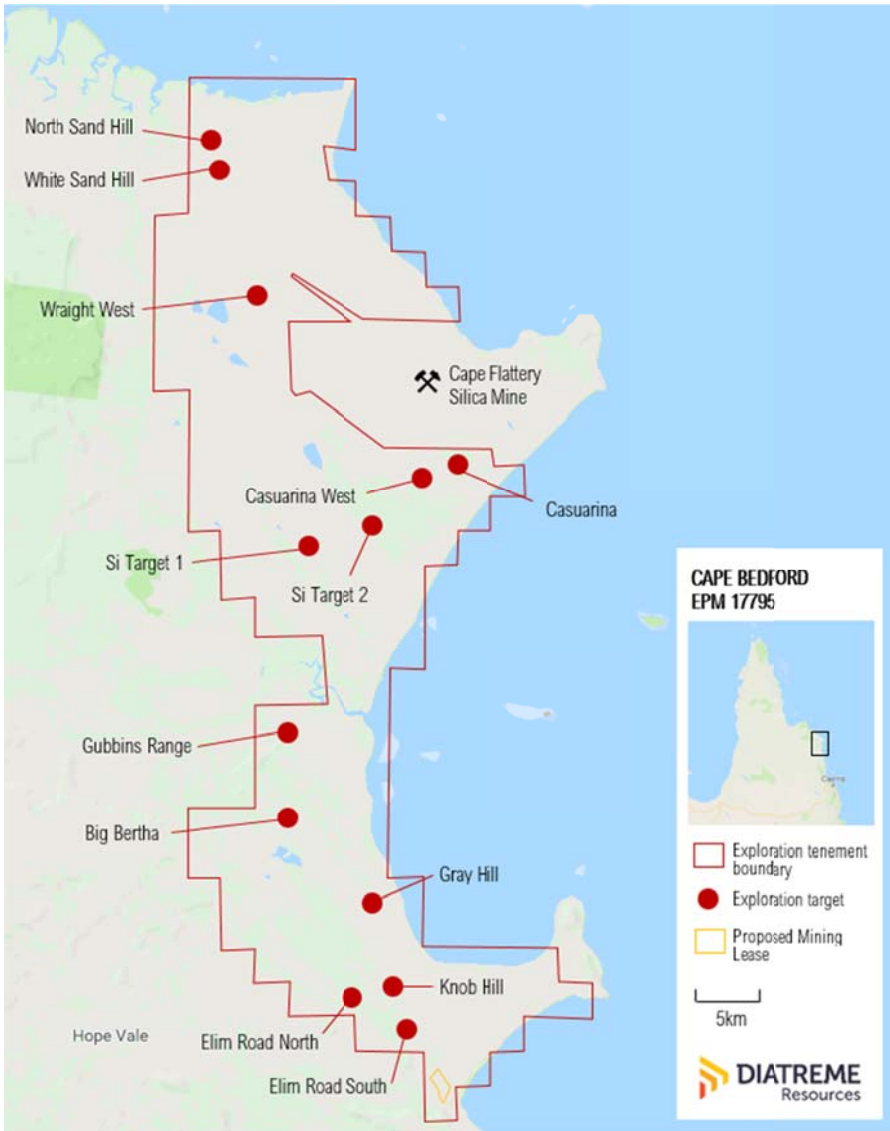 North Sand Hill
White Sand Hill
Wraight West
Cape Flattery
Silica Mine
Casuarina West
Casuarina
Si Target 1
Si Target 2
Gubbins Range
Big Bertha
Gray Hill
Knob Hill
Elim Road North
Hope Vale
Elim Road South
CAPE BEDFORD
EPM 17795
Cairns
Exploration tenement
boundary
Exploration target
Proposed Mining
Lease
5km
DIATREME
Resources